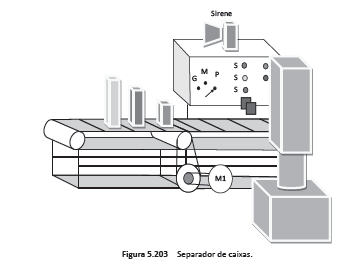 Sirene
M
G P
S
S
S
M1
Figura 5.203 Separador de caixas.